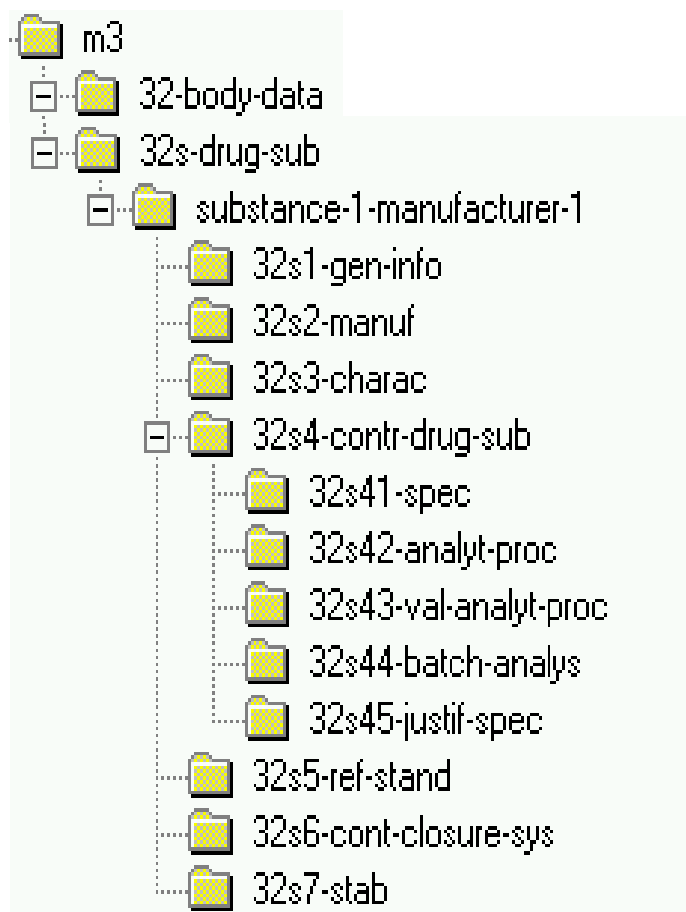 m3
32-body-data
32s-drug-sub
substance-1-manufacturer-1
32s1-gen-info
32s2-manuf
32s3-charac
32s4-contr-drug-sub
32s41-spec
32s42-analyt-proc
32s43-val-analyt-proc
32s44-batch-analys
32s45-justif-spec
32s5-ref-stand
32s6-cont-closure-sys
32s7-stab